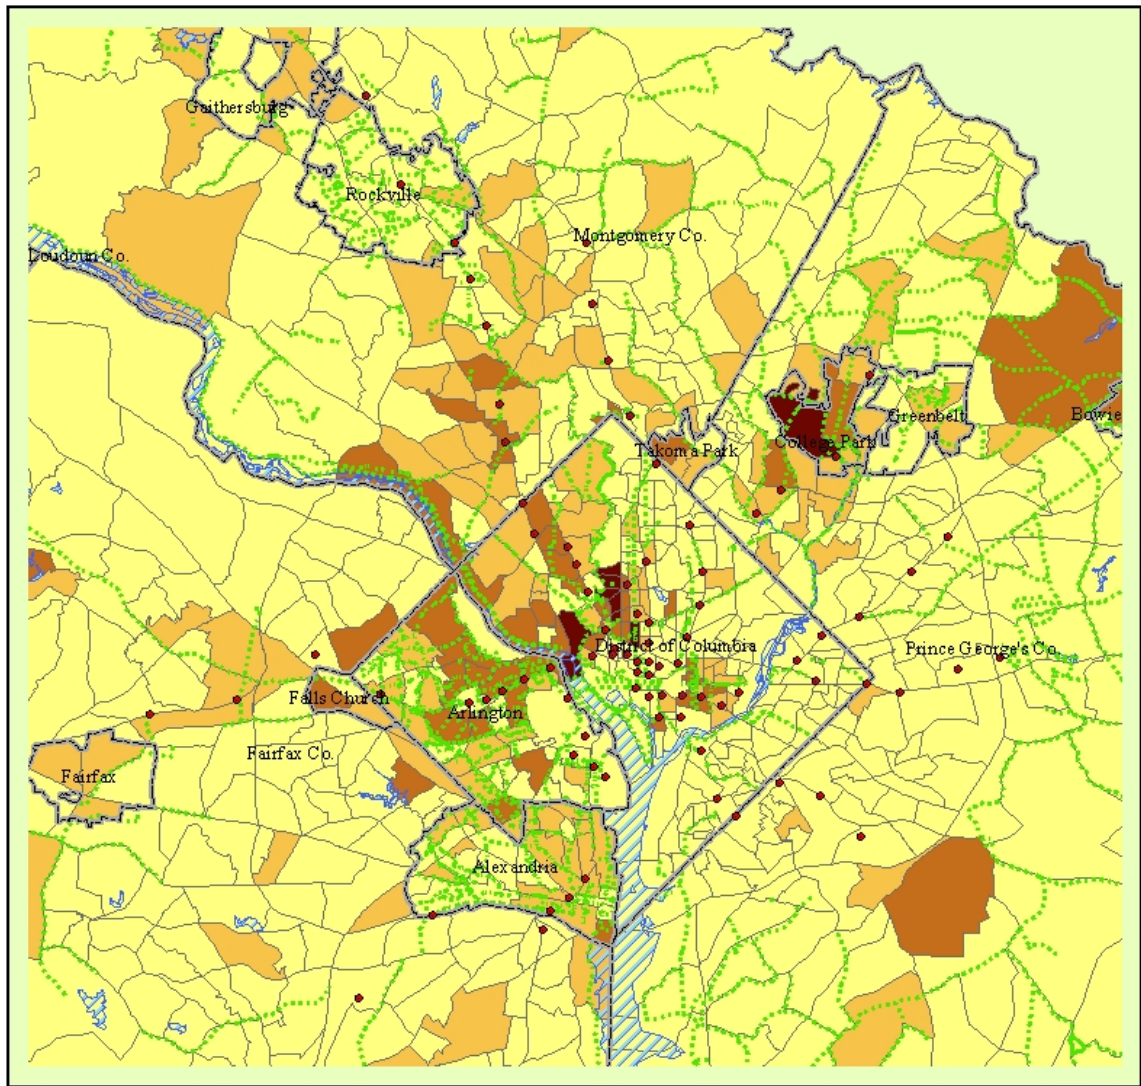 Gaithersburg
Rockville
Montgomery Co.
Loudoun Co.
Greenbelt
Bowie
College Park
Takoma Park
District of Columbia
Prince George's Co.
Falls Church
Arlington
Fairfax Co.
Fairfax
Alexandria